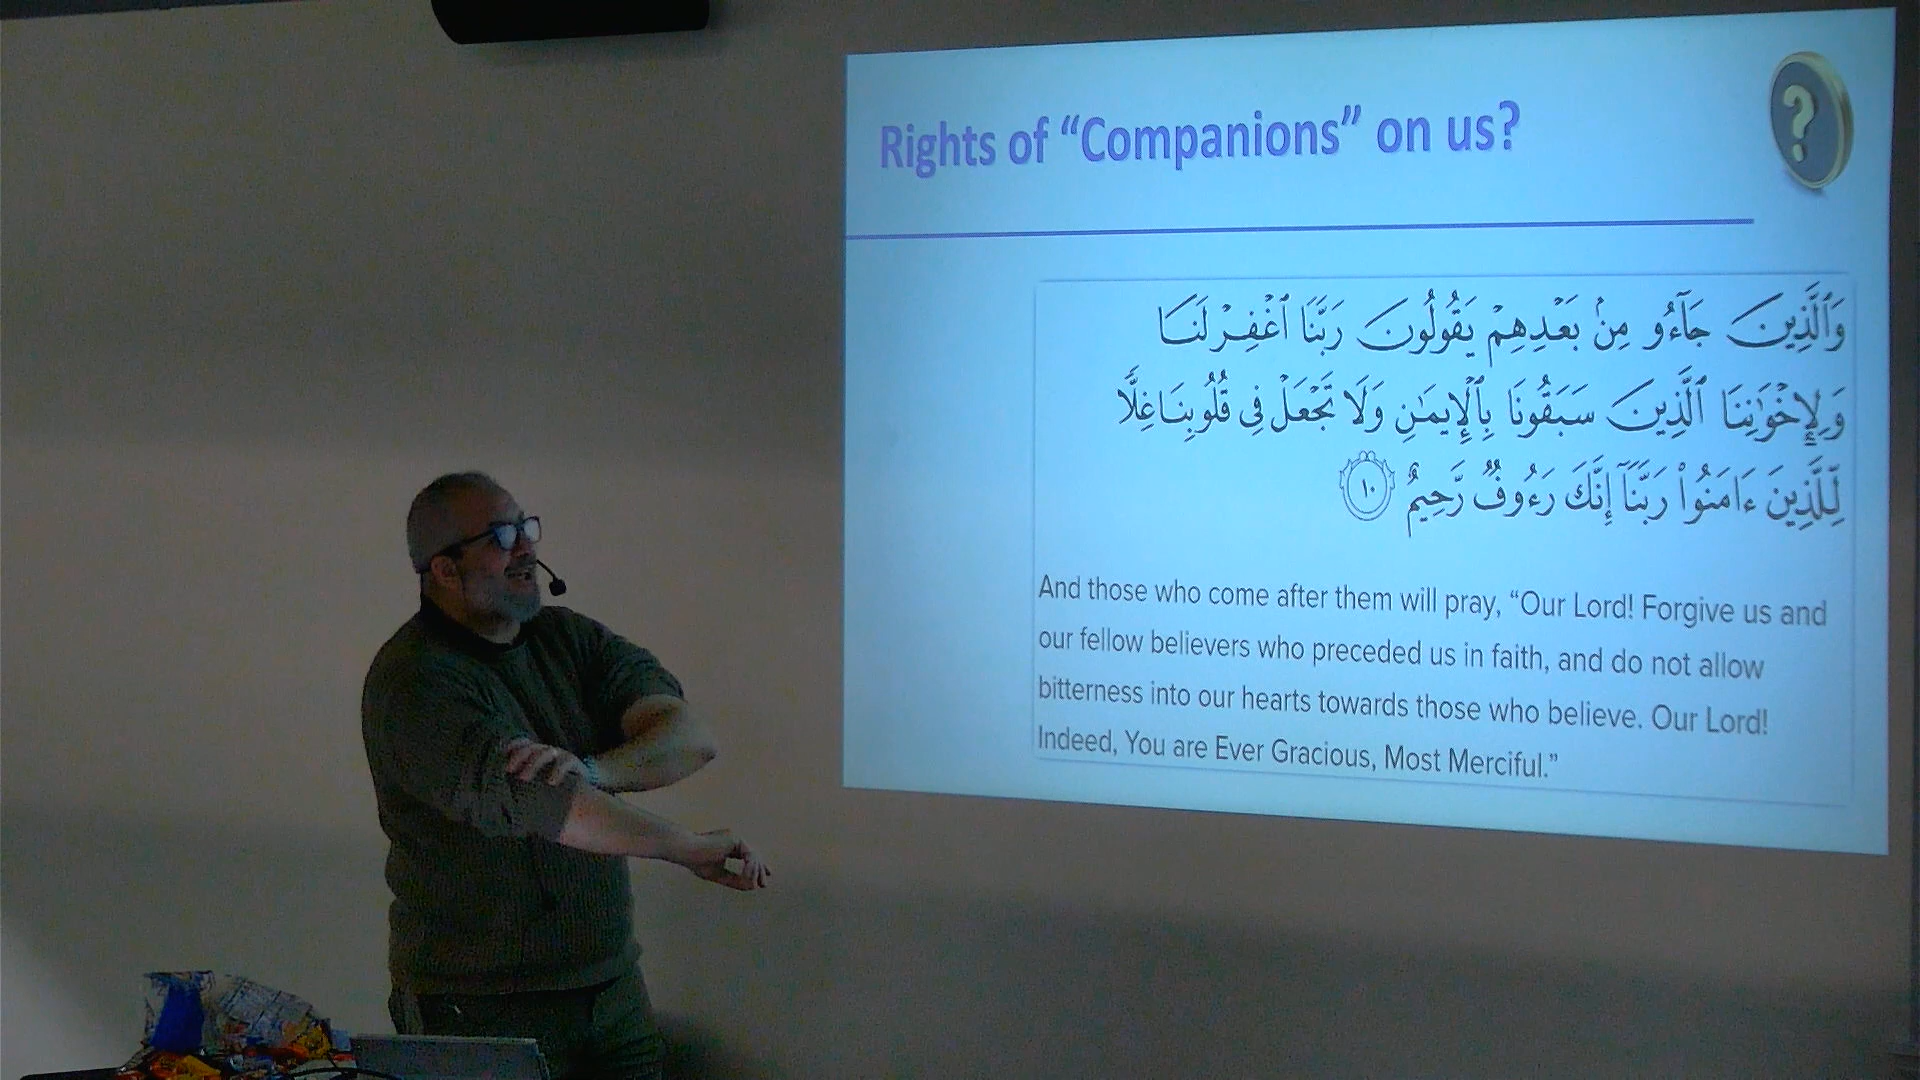 Rights of “Companions” on us?
?
وَٱلَّذِينَ جَآءُو مِنۢ بَعْدِهِمْ يَقُولُونَ رَبَّنَا ٱغْفِرْ لَنَا
وَلِإِخْوَٰنِنَا ٱلَّذِينَ سَبَقُونَا بِٱلْإِيمَٰنِ وَلَا تَجْعَلْ فِى قُلُوبِنَا غِلًّا
لِّلَّذِينَ ءَامَنُوا۟ رَبَّنَآ إِنَّكَ رَءُوفٌ رَّحِيمٌ ١٠
And those who come after them will pray, “Our Lord! Forgive us and
our fellow believers who preceded us in faith, and do not allow
bitterness into our hearts towards those who believe. Our Lord!
Indeed, You are Ever Gracious, Most Merciful.”